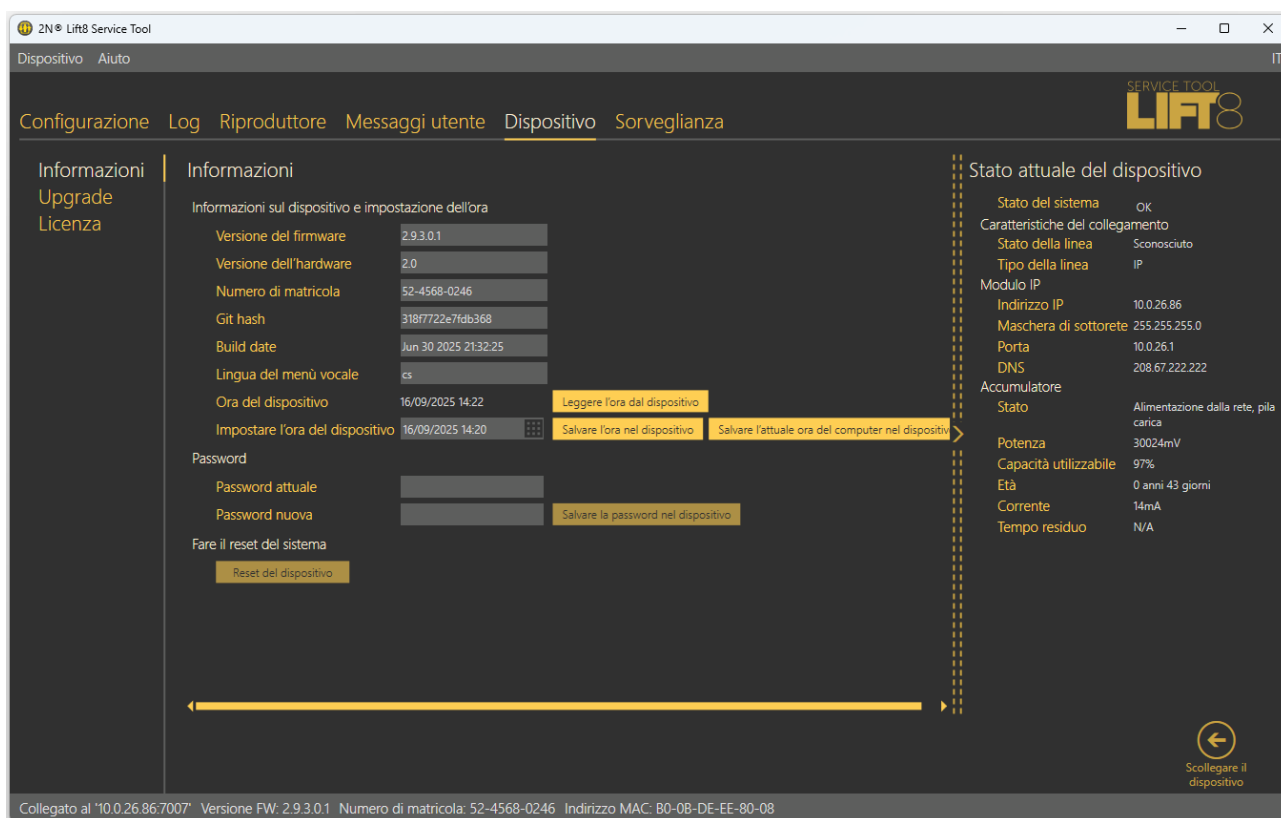 2N® Lift8 Service Tool
Dispositivo Aiuto IT
SERVICE TOOL
LIFT8
Configurazione Log Riproduttore Messaggi utente Dispositivo Sorveglianza
Informazioni
Upgrade
Licenza
Informazioni
Informazioni sul dispositivo e impostazione dell'ora
Versione del firmware 2.9.3.0.1
Versione dell'hardware 2.0
Numero di matricola 52-4568-0246
Git hash 318f7722e7fdb368
Build date Jun 30 2025 21:32:25
Lingua del menù vocale cs
Ora del dispositivo 16/09/2025 14:22 Leggere l'ora dal dispositivo
Impostare l'ora del dispositivo 16/09/2025 14:20 Salvare l'ora nel dispositivo Salvare l'attuale ora del computer nel dispositiv
Password
Password attuale
Password nuova Salvare la password nel dispositivo
Fare il reset del sistema
Reset del dispositivo
Stato attuale del dispositivo
Stato del sistema OK
Caratteristiche del collegamento
Stato della linea Sconosciuto
Tipo della linea IP
Modulo IP
Indirizzo IP 10.0.26.86
Maschera di sottorete 255.255.255.0
Porta 10.0.26.1
DNS 208.67.222.222
Accumulatore
Stato Alimentazione dalla rete, pila
carica
Potenza 30024mV
Capacità utilizzabile 97%
Età 0 anni 43 giorni
Corrente 14mA
Tempo residuo N/A
Scollegare il
dispositivo
Collegato al '10.0.26.86:7007' Versione FW: 2.9.3.0.1 Numero di matricola: 52-4568-0246 Indirizzo MAC: B0-0B-DE-EE-80-08